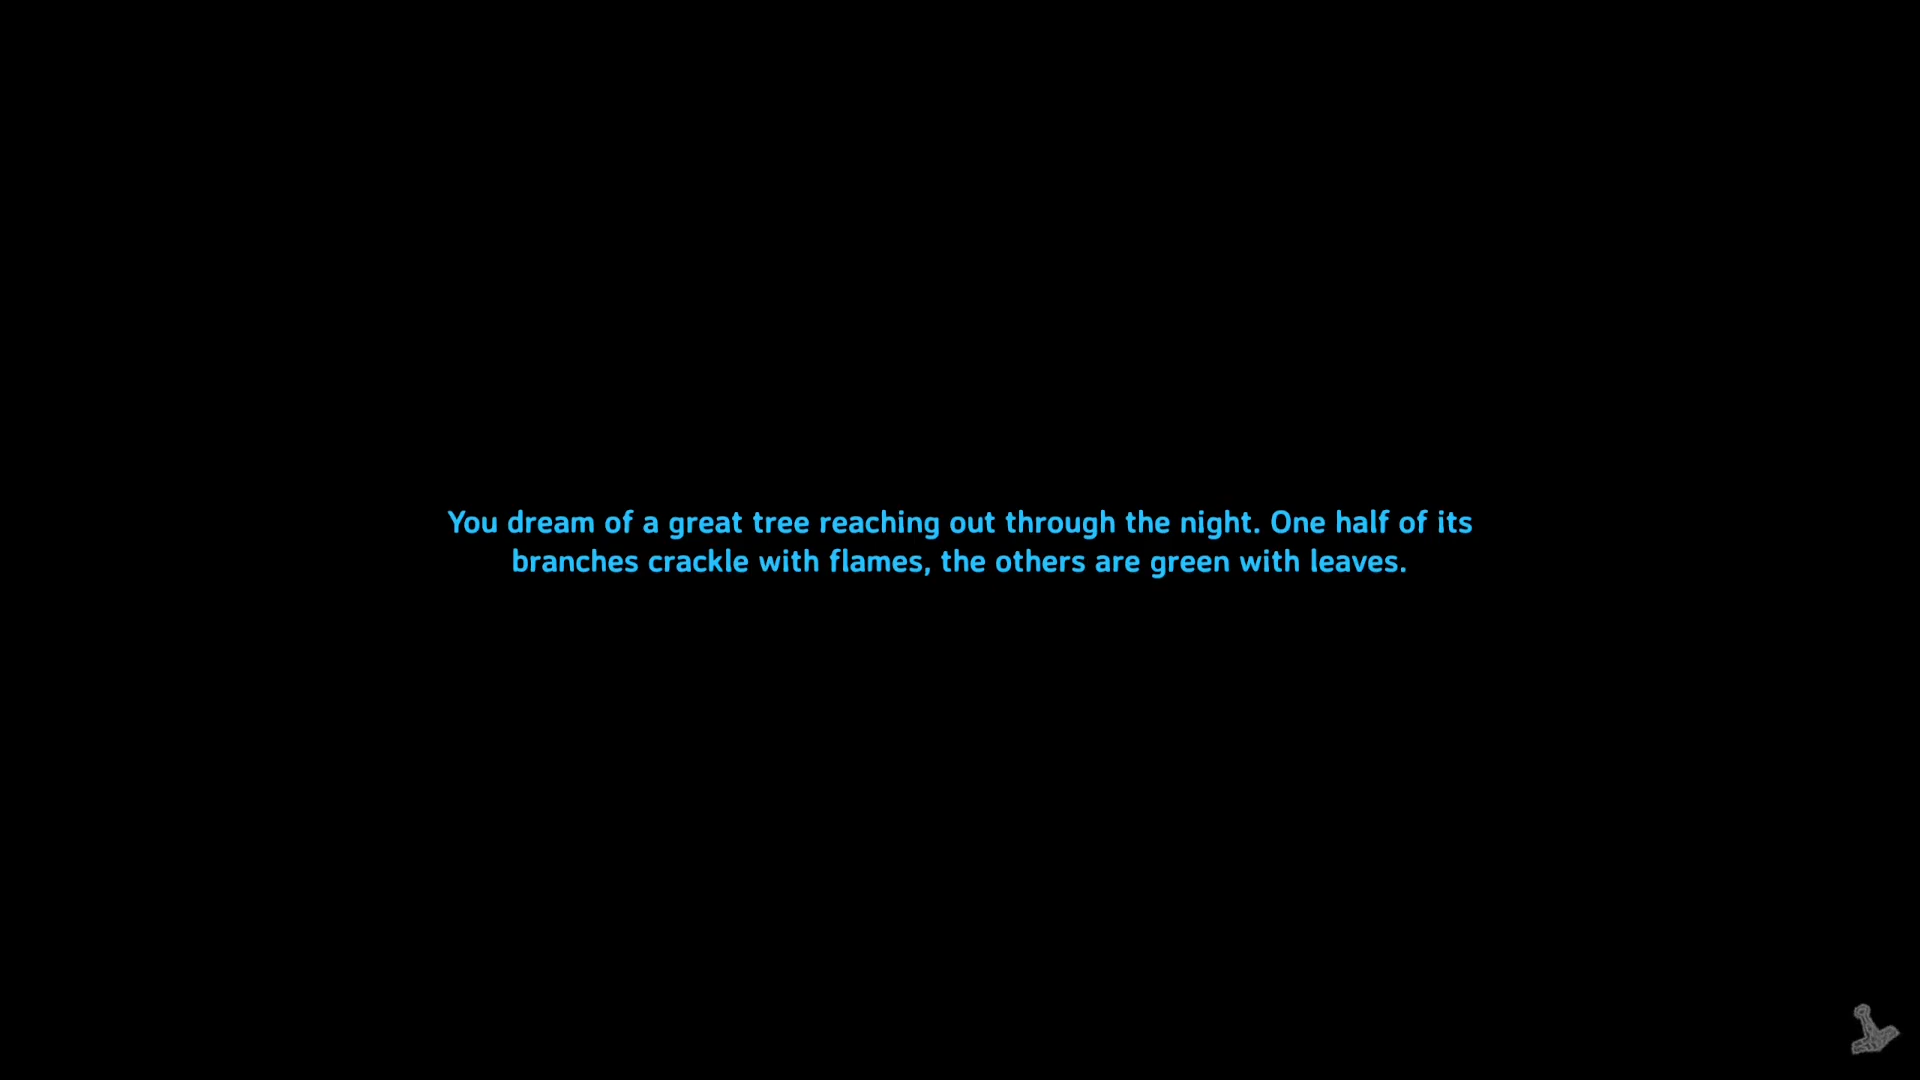 You dream of a great tree reaching out through the night. One half of its
branches crackle with flames, the others are green with leaves.